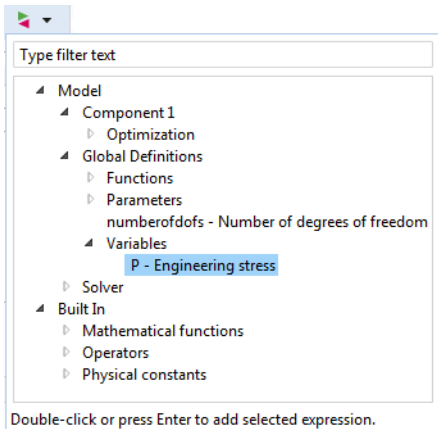 Type filter text
Model
Component 1
Optimization
Global Definitions
Functions
Parameters
numberofdofs - Number of degrees of freedom
Variables
P - Engineering stress
Solver
Built In
Mathematical functions
Operators
Physical constants
Double-click or press Enter to add selected expression.